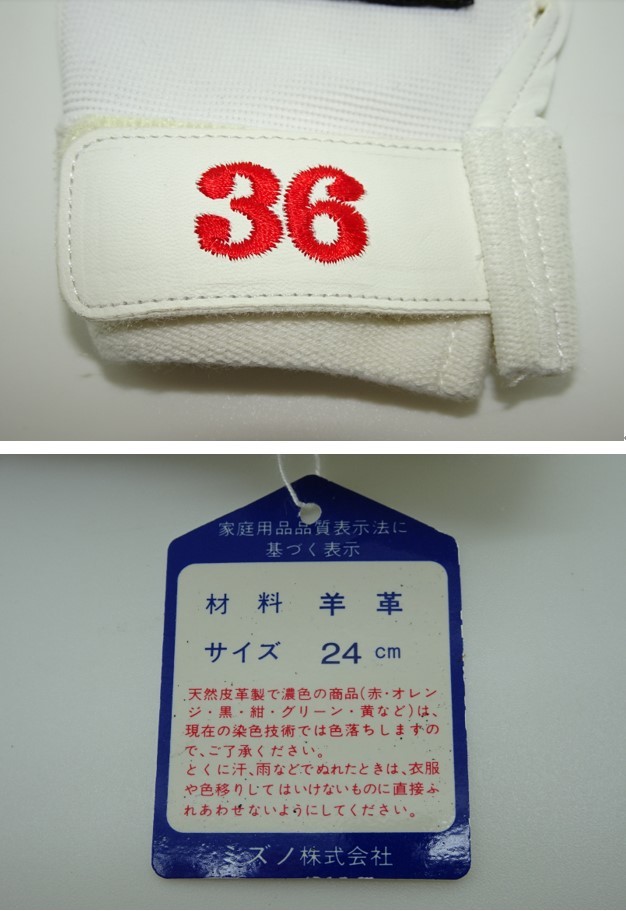 36
家庭用品品質表示法に
基づく表示
材料 羊革
サイズ 24 cm
天然皮革製で濃色の商品(赤・オレン
ジ・黒・紺・グリーン・黄など)は、
現在の染色技術では色落ちしますの
で、ご了承ください。
とくに汗、雨などでぬれたときは、衣服
や色移りしてはいけないものに直接ふ
れあわせないようにしてください。
ミズノ株式会社